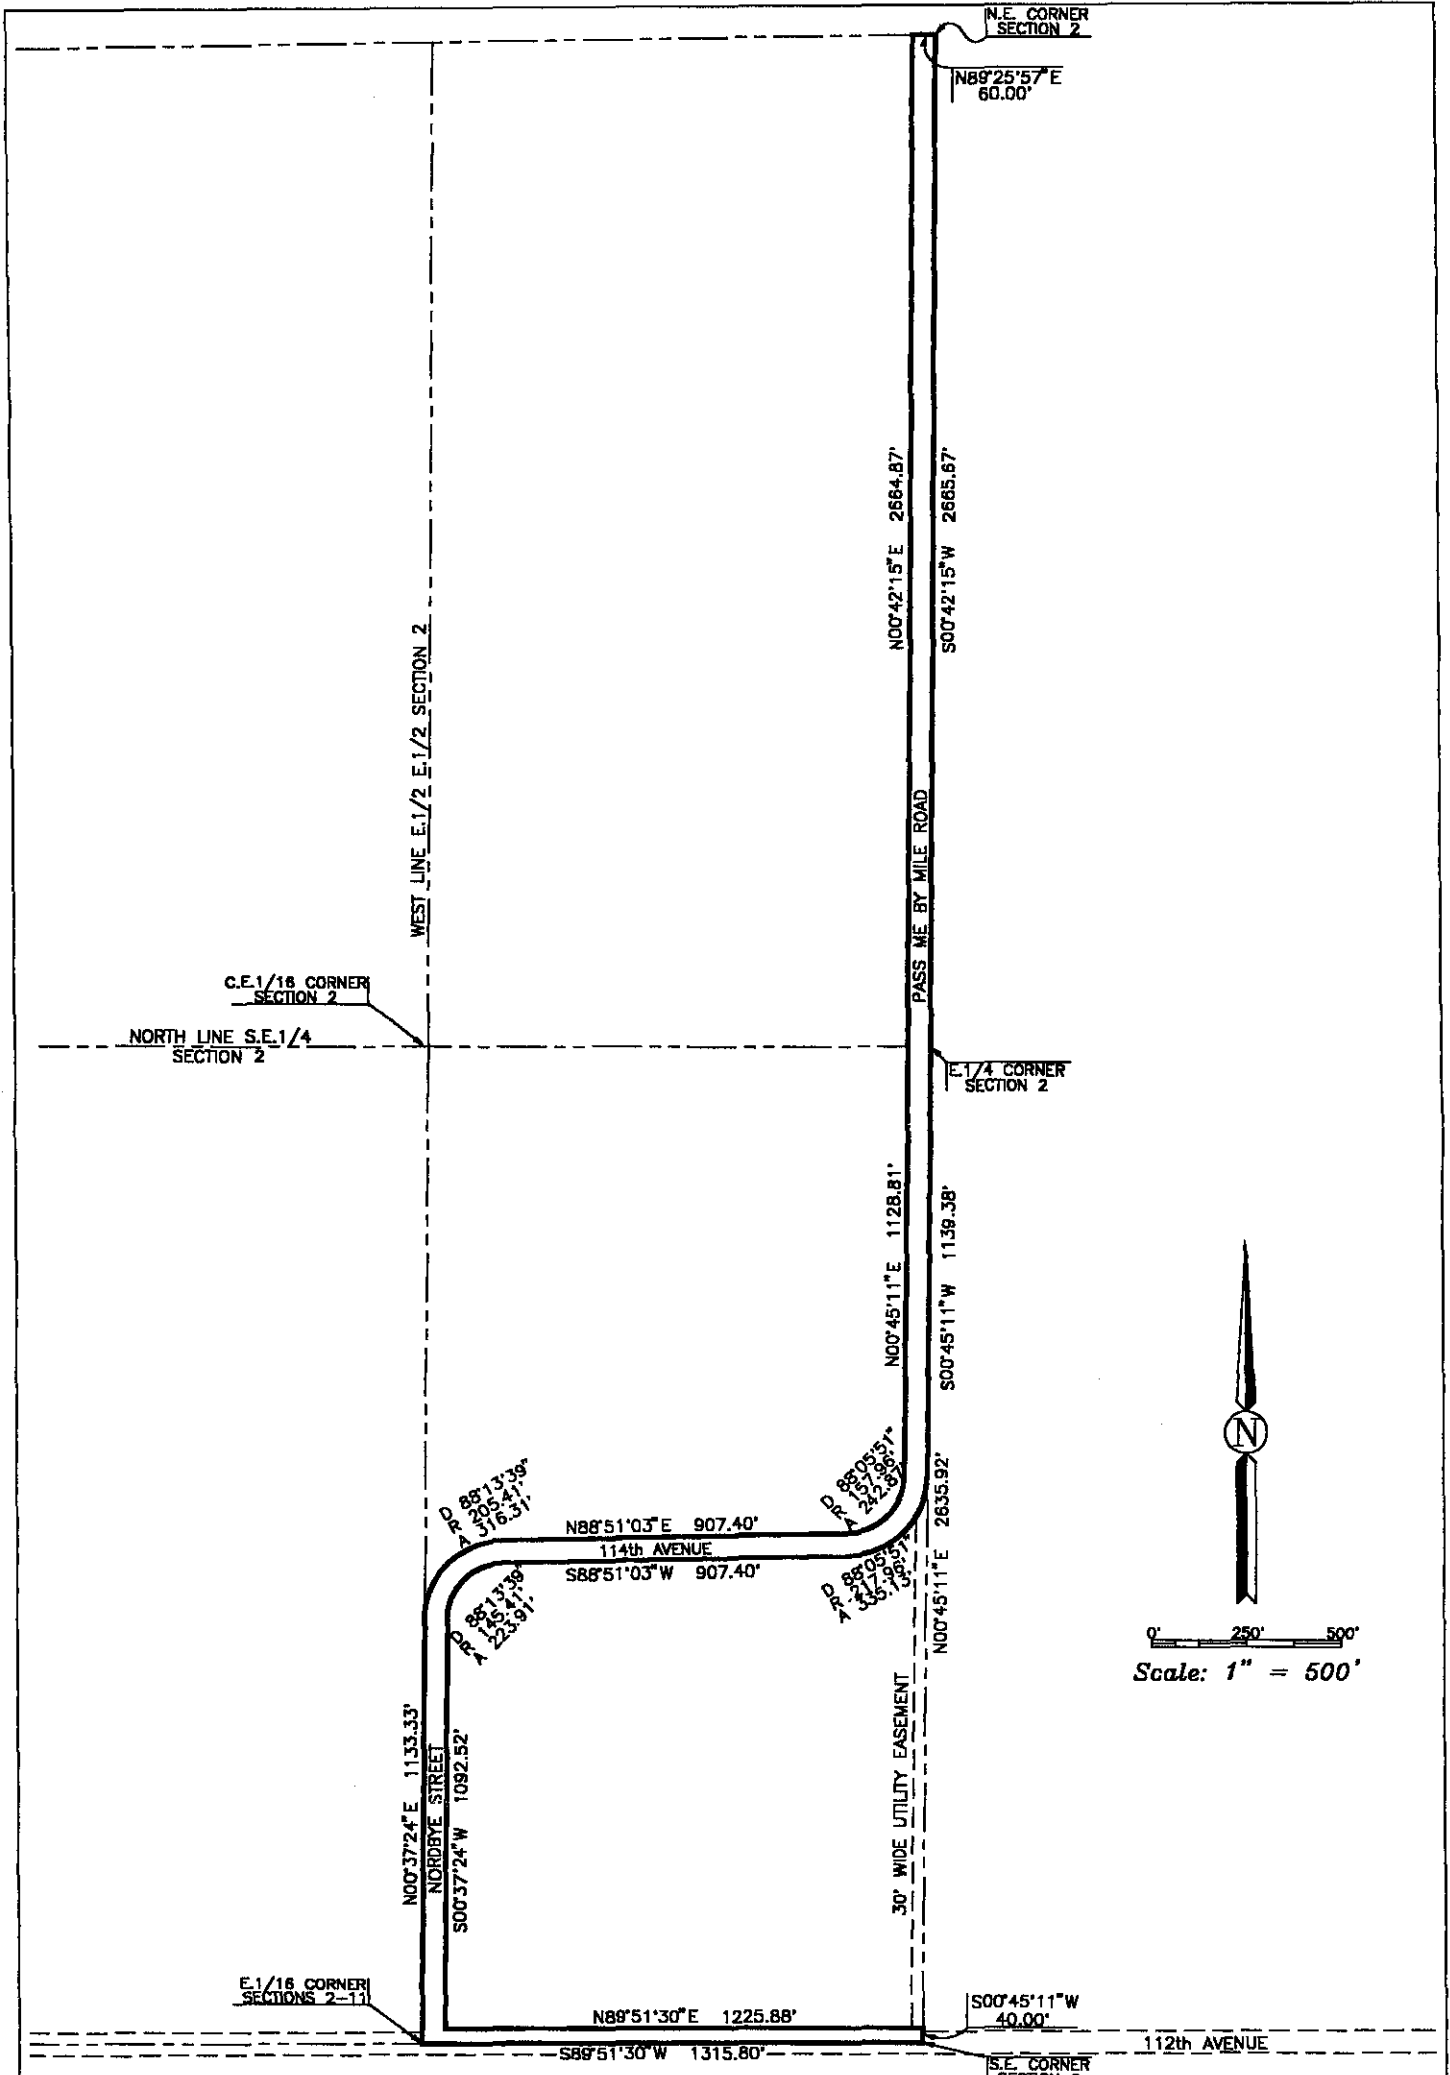 N.E. CORNER
SECTION 2
N89°25'57"E
60.00'
N00°42'15"E 2664.87'
S00°42'15"W 2665.67'
WEST LINE E.1/2 E.1/2 SECTION 2
PASS ME BY MILE ROAD
C.E.1/16 CORNER
SECTION 2
NORTH LINE S.E.1/4
SECTION 2
E.1/4 CORNER
SECTION 2
N00°45'11"E 1128.81'
S00°45'11"W 1139.38'
D 88°13'39"
R 205.41'
A 316.31'
D 88°05'51"
R 157.96'
A 242.87'
N88°51'03"E 907.40'
114th AVENUE
S88°51'03"W 907.40'
D 88°13'39"
R 145.41'
A 223.91'
D 88°05'51"
R 217.96'
A 335.13'
N00°45'11"E 2635.92'
N
0' 250' 500'
Scale: 1" = 500'
N00°37'24"E 1133.33'
NORDBYE STREET
S00°37'24"W 1092.52'
30' WIDE UTILITY EASEMENT
E.1/16 CORNER
SECTIONS 2-11
N89°51'30"E 1225.88'
S00°45'11"W
40.00'
S89°51'30"W 1315.80'
112th AVENUE
S.E. CORNER